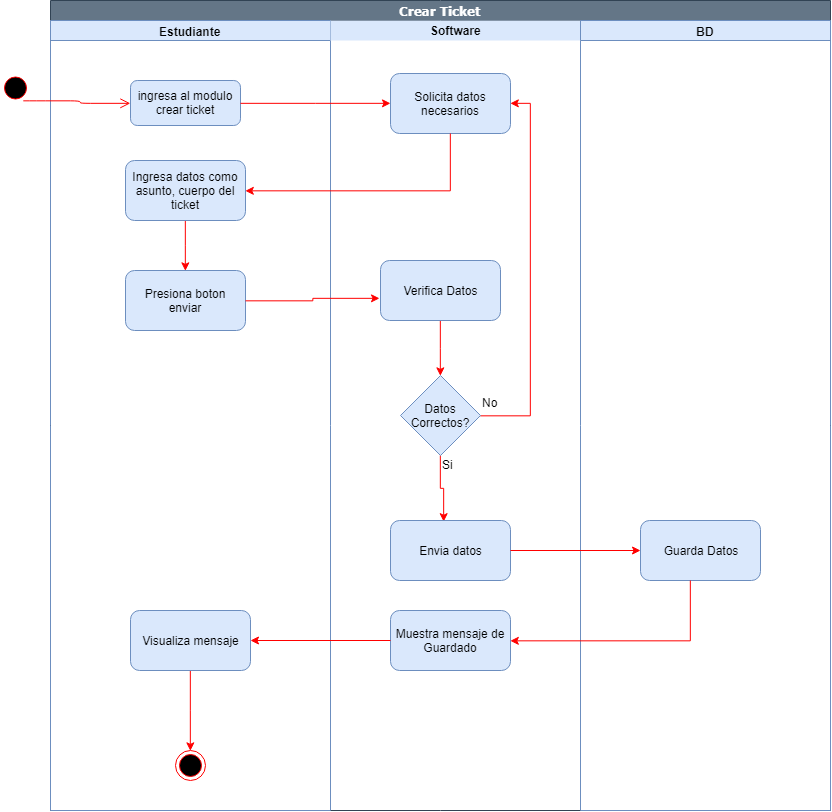 Crear Ticket
Estudiante
Software
BD
ingresa al modulo
crear ticket
Solicita datos
necesarios
Ingresa datos como
asunto, cuerpo del
ticket
Presiona boton
enviar
Verifica Datos
Datos
Correctos?
No
Si
Envia datos
Guarda Datos
Muestra mensaje de
Guardado
Visualiza mensaje